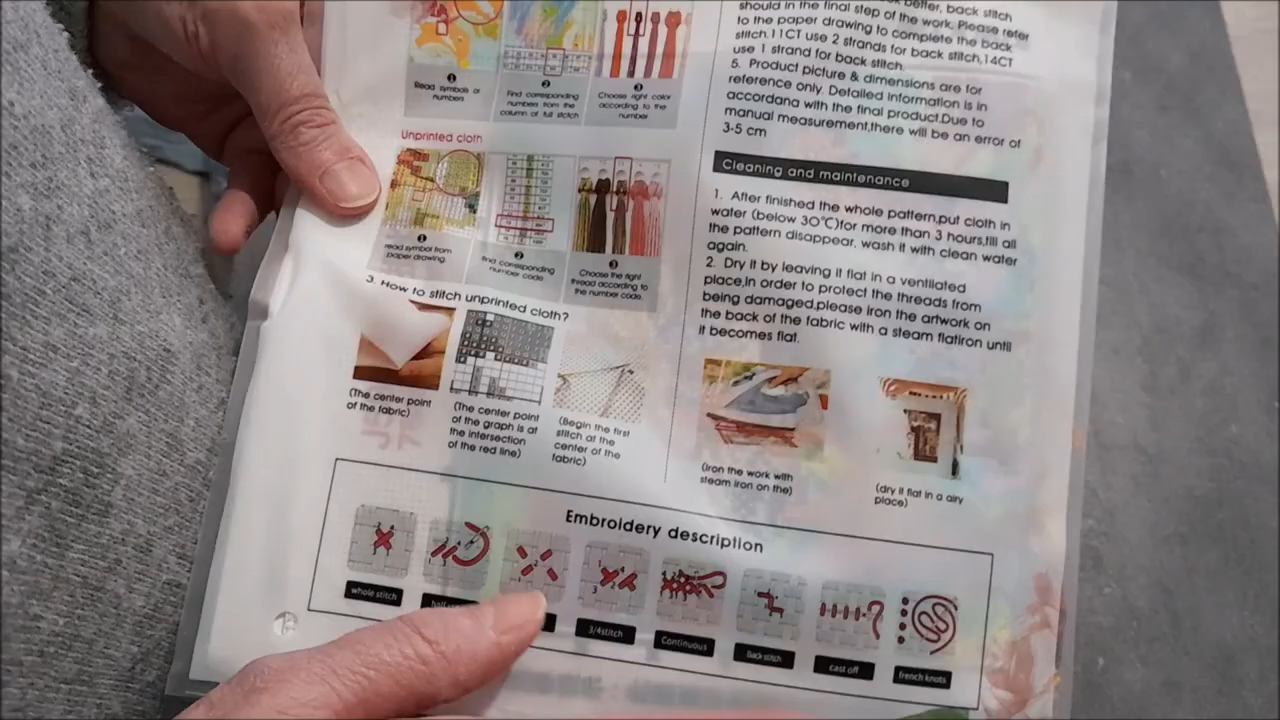 Read symbols or
numbers
Find corresponding
numbers from the
column of full stitch
Choose right color
according to the
number
Unprinted cloth
read symbol from
paper drawing
find corresponding
number code
Choose the right
thread according to
the number code
3. How to stitch unprinted cloth?
(The center point
of the fabric)
(The center point
of the graph is at
the intersection
of the red line)
(Begin the first
stitch at the
center of the
fabric)
better, back stitch
should in the final step of the work. Please refer
to the paper drawing to complete the back
stitch.11CT use 2 strands for back stitch,14CT
use 1 strand for back stitch.
5. Product picture & dimensions are for
reference only. Detailed information is in
accordana with the final product.Due to
manual measurement,there will be an error of
3-5 cm
Cleaning and maintenance
1. After finished the whole pattern,put cloth in
water (below 30℃)for more than 3 hours,till all
the pattern disappear, wash it with clean water
again.
2. Dry it by leaving it flat in a ventilated
place,in order to protect the threads from
being damaged,please iron the artwork on
the back of the fabric with a steam flatiron until
it becomes flat.
(Iron the work with
steam iron on the)
(dry it flat in a airy
place)
Embroidery description
whole stitch
3/4stitch
Continuous
Back stitch
cast off
french knots